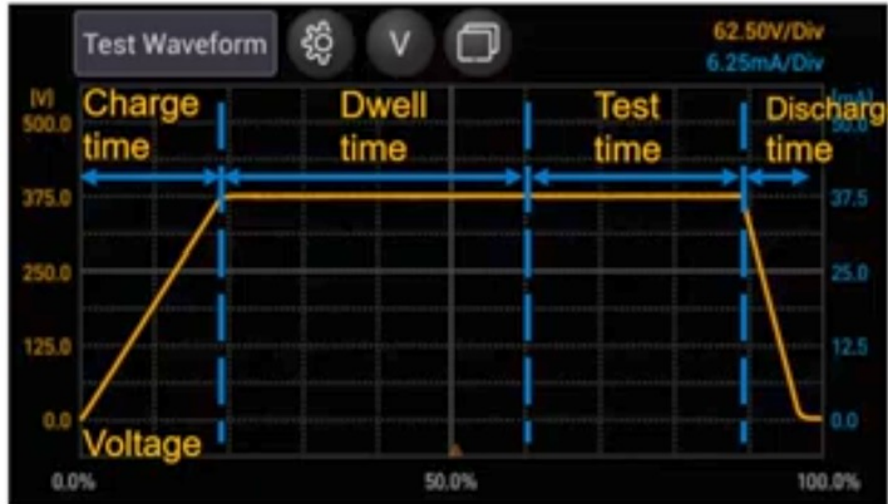 Test Waveform
V
62.50V/Div
6.25mA/Div
[V]
[mA]
500.0
50.0
Charge
time
Dwell
time
Test
time
Discharg
time
375.0
37.5
250.0
25.0
125.0
12.5
0.0
0.0
Voltage
0.0%
50.0%
100.0%